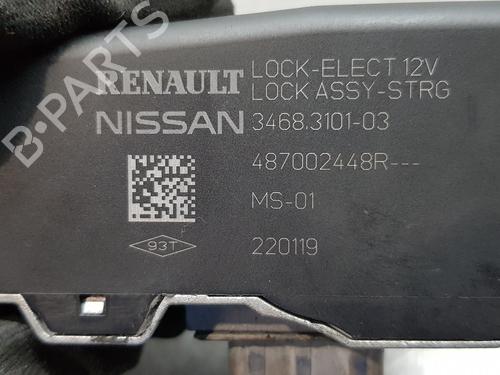 RENAULT LOCK-ELECT 12V
LOCK ASSY-STRG
NISSAN 3468.3101-03
487002448R---
MS-01
93T 220119
B-PARTS